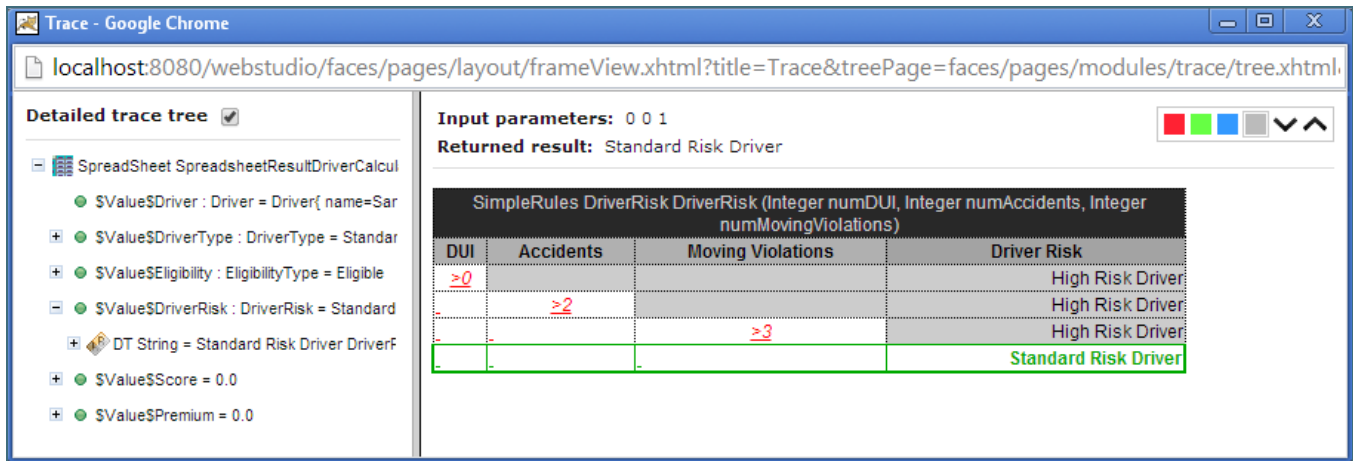 Trace - Google Chrome
localhost:8080/webstudio/faces/pages/layout/frameView.xhtml?title=Trace&treePage=faces/pages/modules/trace/tree.xhtml
Detailed trace tree
SpreadSheet SpreadsheetResultDriverCalcul
$Value$Driver : Driver = Driver{ name=Sar
$Value$DriverType : DriverType = Standar
$Value$Eligibility : EligibilityType = Eligible
$Value$DriverRisk : DriverRisk = Standard
DT String = Standard Risk Driver DriverF
$Value$Score = 0.0
$Value$Premium = 0.0
Input parameters: 0 0 1
Returned result: Standard Risk Driver
SimpleRules DriverRisk DriverRisk (Integer numDUI, Integer numAccidents, Integer
numMovingViolations)
DUI Accidents Moving Violations Driver Risk
>0 High Risk Driver
>2 High Risk Driver
>3 High Risk Driver
Standard Risk Driver